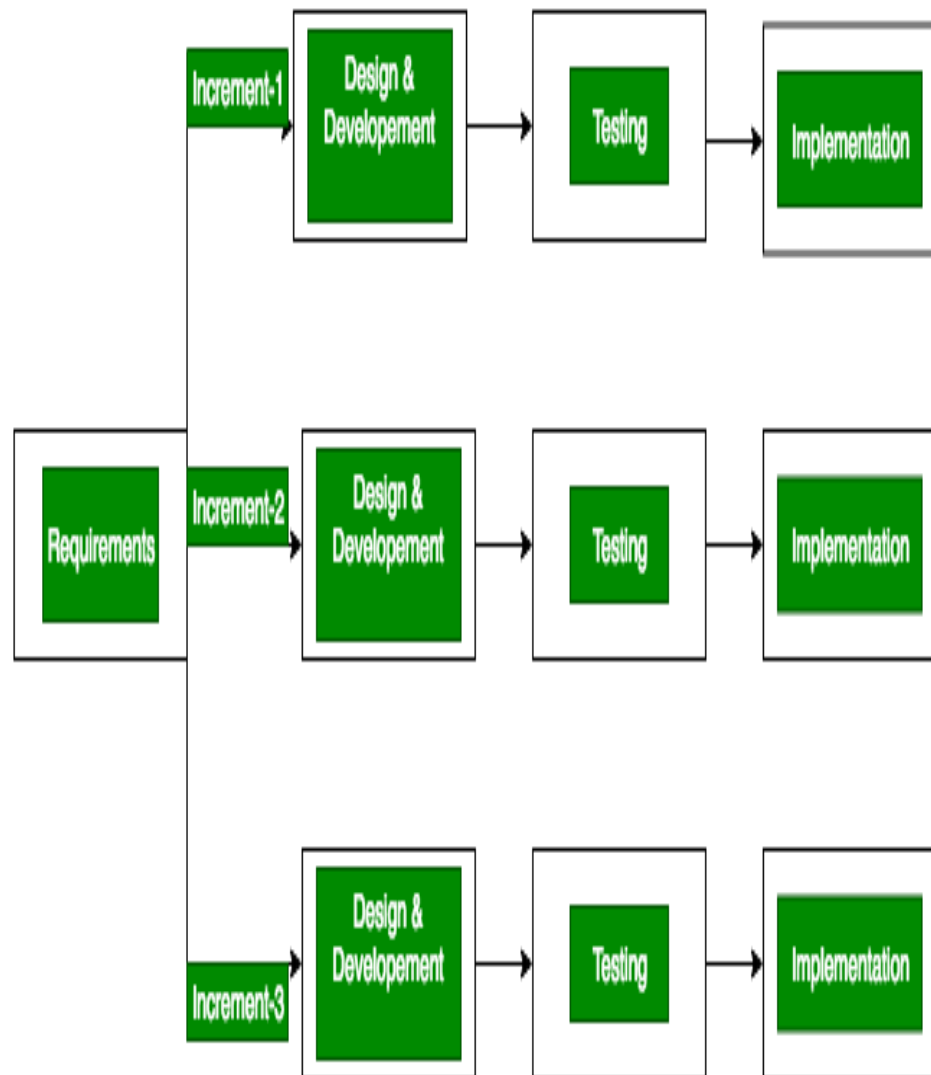 Increment-1
Design &
Developement
Testing
Implementation
Requirements
Increment-2
Design &
Developement
Testing
Implementation
Increment-3
Design &
Developement
Testing
Implementation